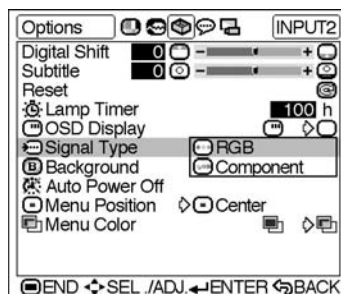 Options INPUT2
Digital Shift 0 - +
Subtitle 0 - +
Reset
Lamp Timer 100 h
OSD Display
Signal Type RGB
B Background Component
Auto Power Off
Menu Position Center
Menu Color
END SEL ./ADJ. ENTER BACK